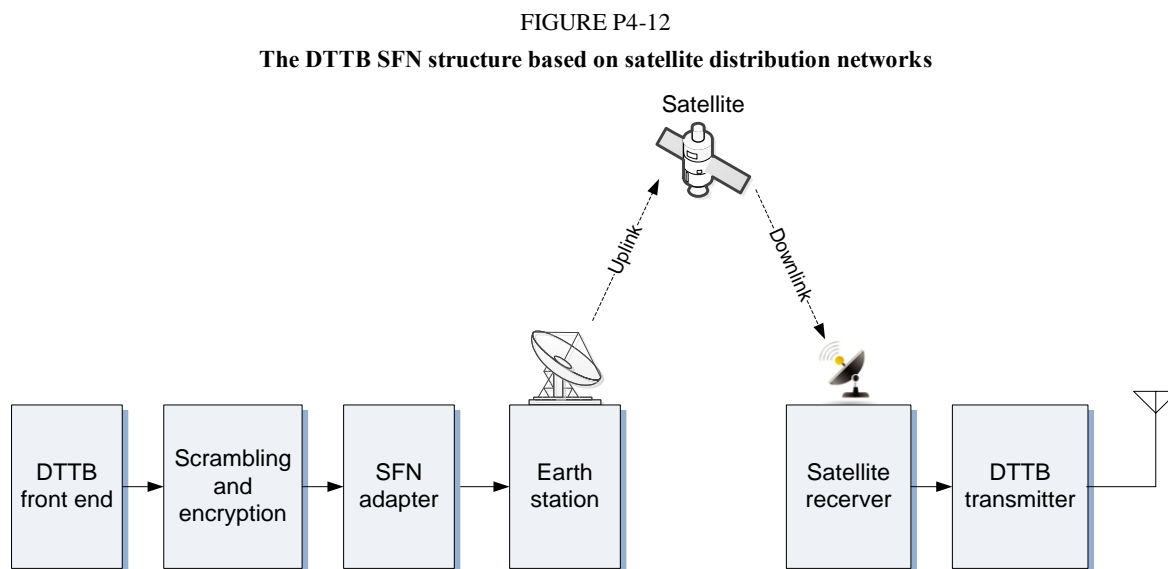 FIGURE P4-12
The DTTB SFN structure based on satellite distribution networks
Satellite
Uplink
Downlink
DTTB
front end
Scrambling
and
encryption
SFN
adapter
Earth
station
Satellite
recerver
DTTB
transmitter